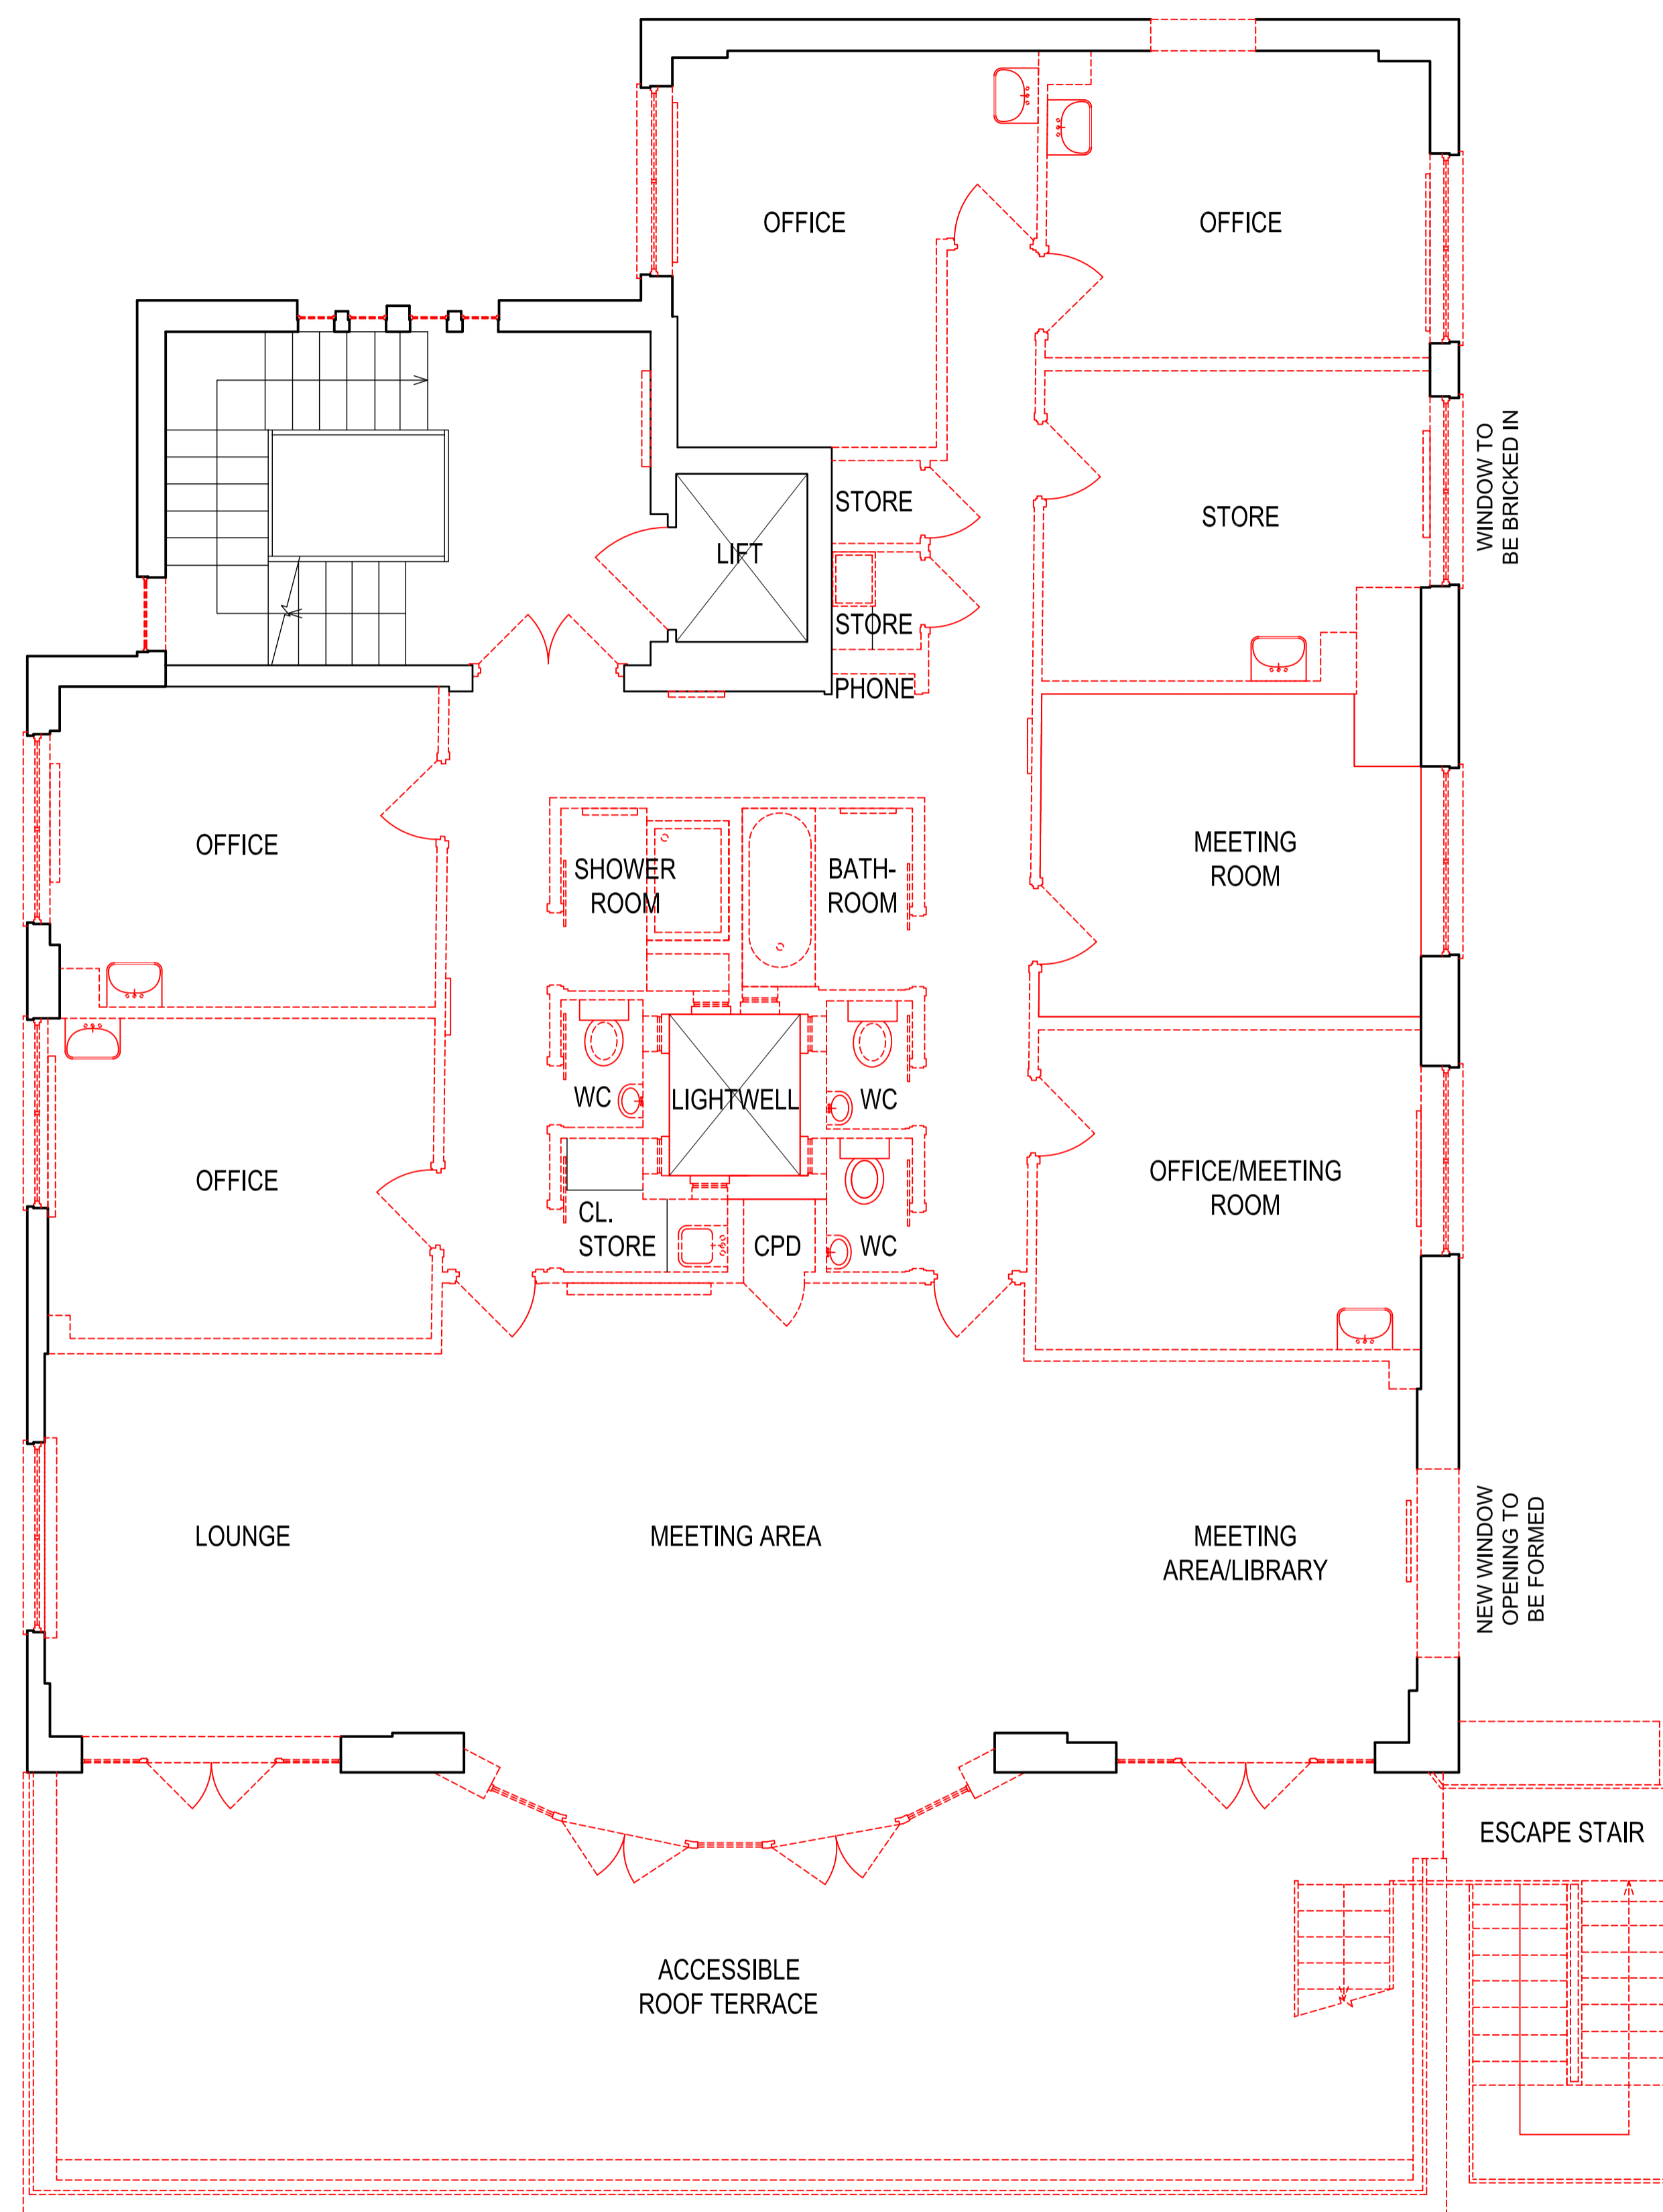 OFFICE
OFFICE
WINDOW TO
BE BRICKED IN
STORE
STORE
LIFT
STORE
PHONE
OFFICE
MEETING
ROOM
SHOWER
ROOM
BATH-
ROOM
WC
LIGHTWELL
WC
OFFICE
OFFICE/MEETING
ROOM
CL.
STORE
CPD
WC
LOUNGE
MEETING AREA
MEETING
AREA/LIBRARY
NEW WINDOW
OPENING TO
BE FORMED
ESCAPE STAIR
ACCESSIBLE
ROOF TERRACE